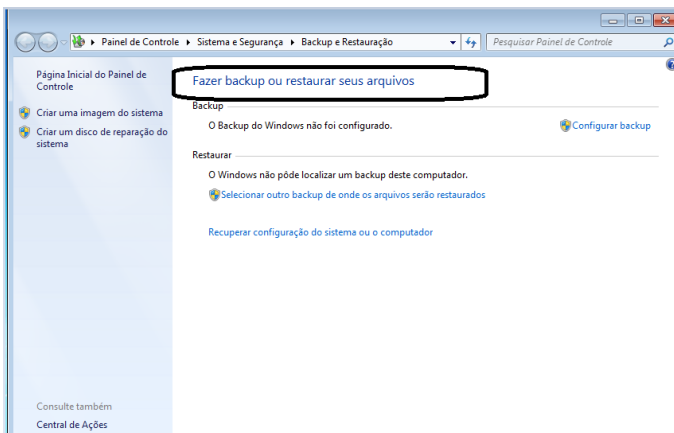 Painel de Controle ▸ Sistema e Segurança ▸ Backup e Restauração
Pesquisar Painel de Controle
Página Inicial do Painel de
Controle
Criar uma imagem do sistema
Criar um disco de reparação do
sistema
Consulte também
Central de Ações
Fazer backup ou restaurar seus arquivos
Backup
O Backup do Windows não foi configurado.
Configurar backup
Restaurar
O Windows não pôde localizar um backup deste computador.
Selecionar outro backup de onde os arquivos serão restaurados
Recuperar configuração do sistema ou o computador